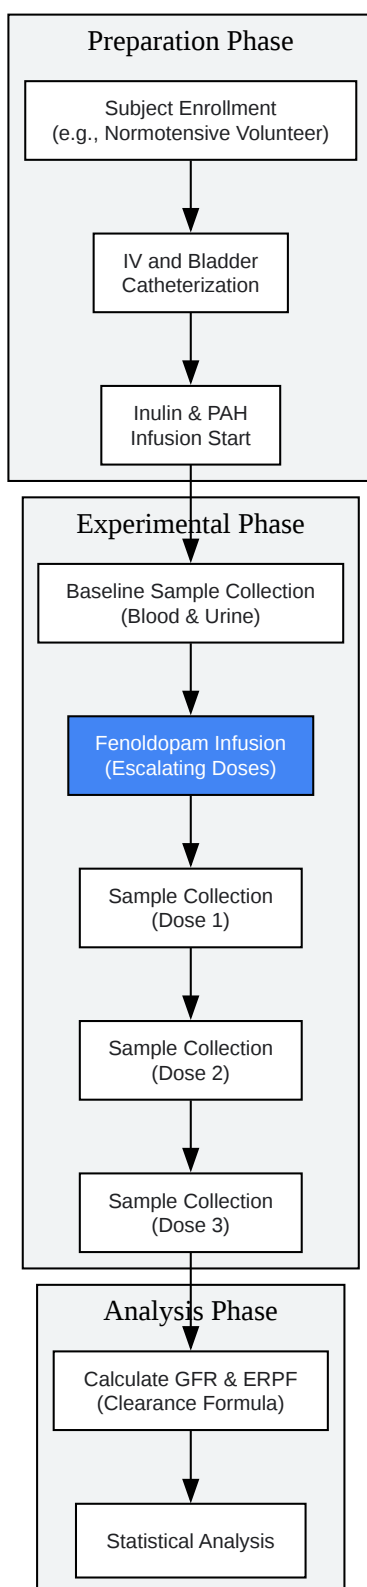 Preparation Phase
Subject Enrollment
(e.g., Normotensive Volunteer)
IV and Bladder
Catheterization
Inulin & PAH
Infusion Start
Experimental Phase
Baseline Sample Collection
(Blood & Urine)
Fenoldopam Infusion
(Escalating Doses)
Sample Collection
(Dose 1)
Sample Collection
(Dose 2)
Sample Collection
(Dose 3)
Analysis Phase
Calculate GFR & ERPF
(Clearance Formula)
Statistical Analysis